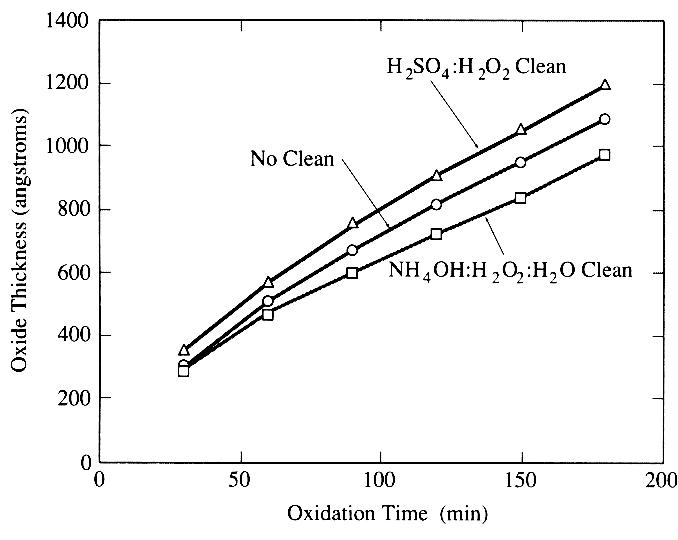 1400
1200
1000
800
600
400
200
0
Oxide Thickness (angstroms)
H₂SO₄:H₂O₂ Clean
No Clean
NH₄OH:H₂O₂:H₂O Clean
0 50 100 150 200
Oxidation Time (min)